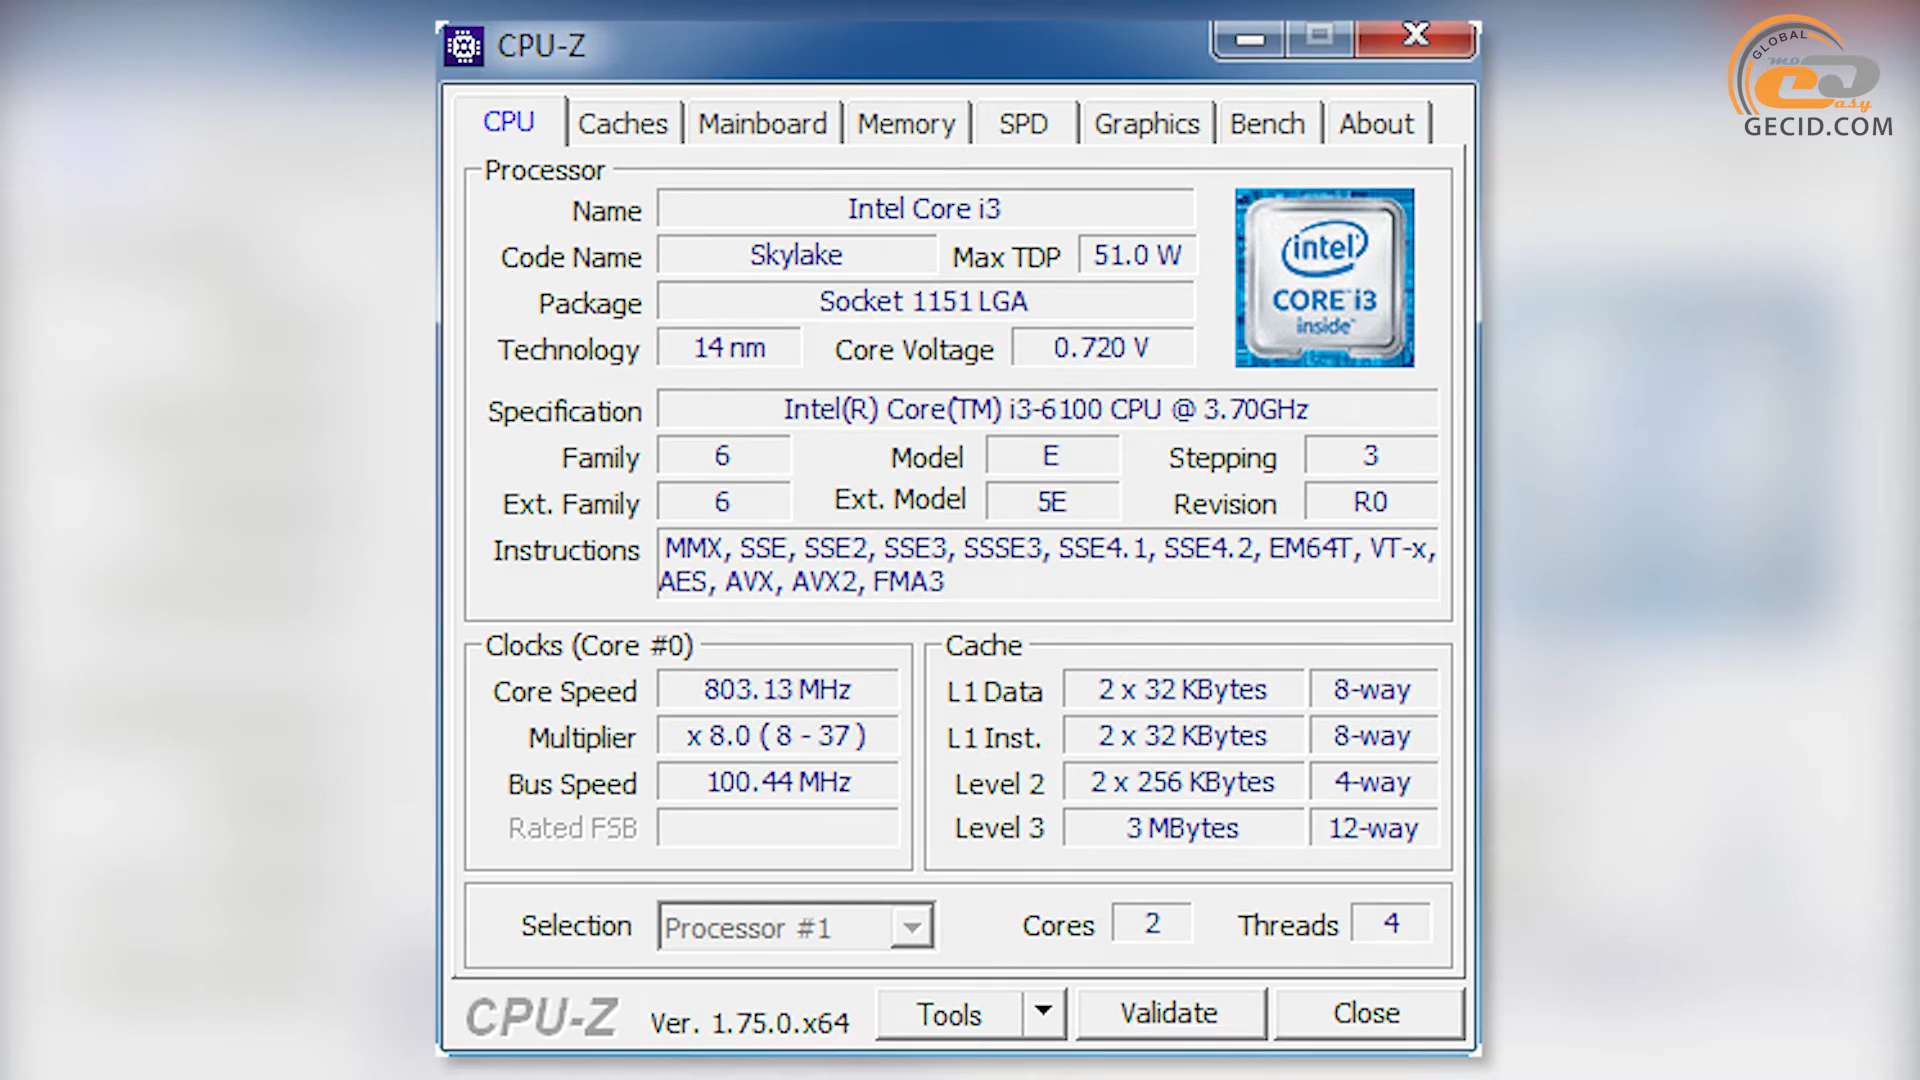 CPU-Z
GLOBAL
easy
GECID.COM
CPU Caches Mainboard Memory SPD Graphics Bench About
Processor
Name Intel Core i3
Code Name Skylake Max TDP 51.0 W
Package Socket 1151 LGA
Technology 14 nm Core Voltage 0.720 V
intel
CORE i3
inside™
Specification Intel(R) Core(TM) i3-6100 CPU @ 3.70GHz
Family 6 Model E Stepping 3
Ext. Family 6 Ext. Model 5E Revision R0
Instructions MMX, SSE, SSE2, SSE3, SSSE3, SSE4.1, SSE4.2, EM64T, VT-x,
AES, AVX, AVX2, FMA3
Clocks (Core #0)
Core Speed 803.13 MHz
Multiplier x 8.0 ( 8 - 37 )
Bus Speed 100.44 MHz
Rated FSB
Cache
L1 Data 2 x 32 KBytes 8-way
L1 Inst. 2 x 32 KBytes 8-way
Level 2 2 x 256 KBytes 4-way
Level 3 3 MBytes 12-way
Selection Processor #1 Cores 2 Threads 4
CPU-Z Ver. 1.75.0.x64 Tools Validate Close